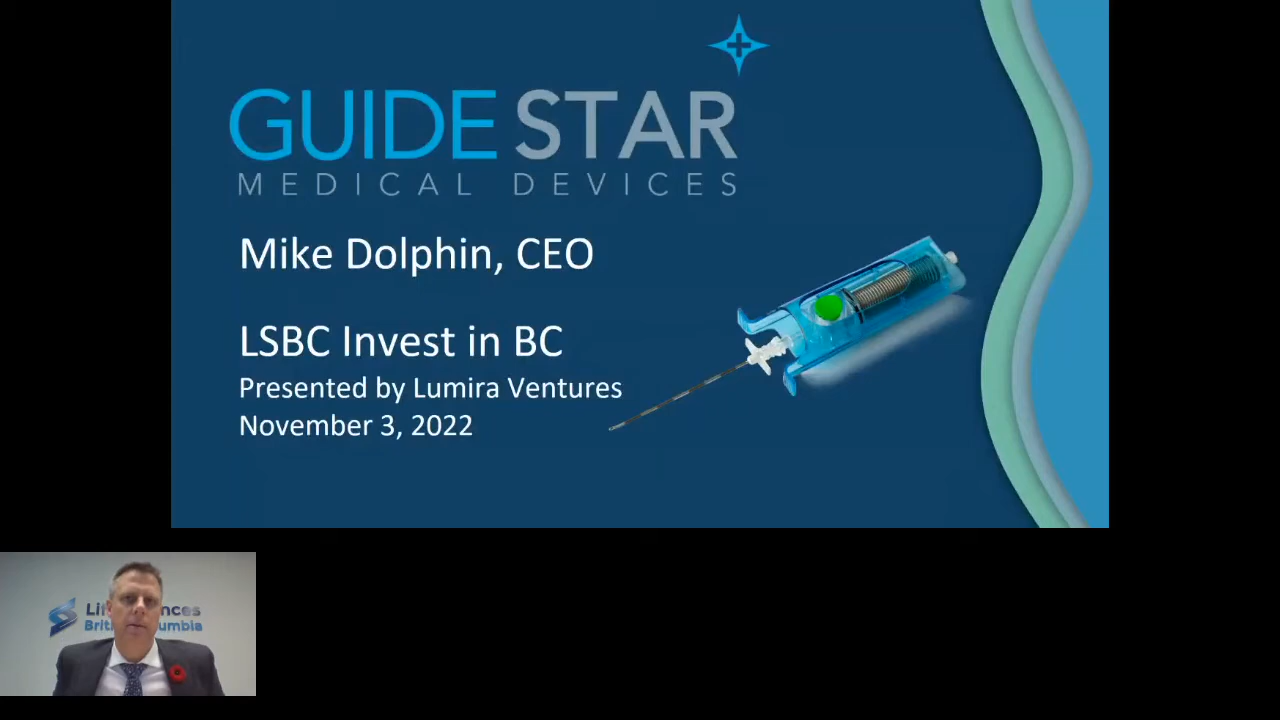 GUIDE STAR
MEDICAL DEVICES
Mike Dolphin, CEO
LSBC Invest in BC
Presented by Lumira Ventures
November 3, 2022